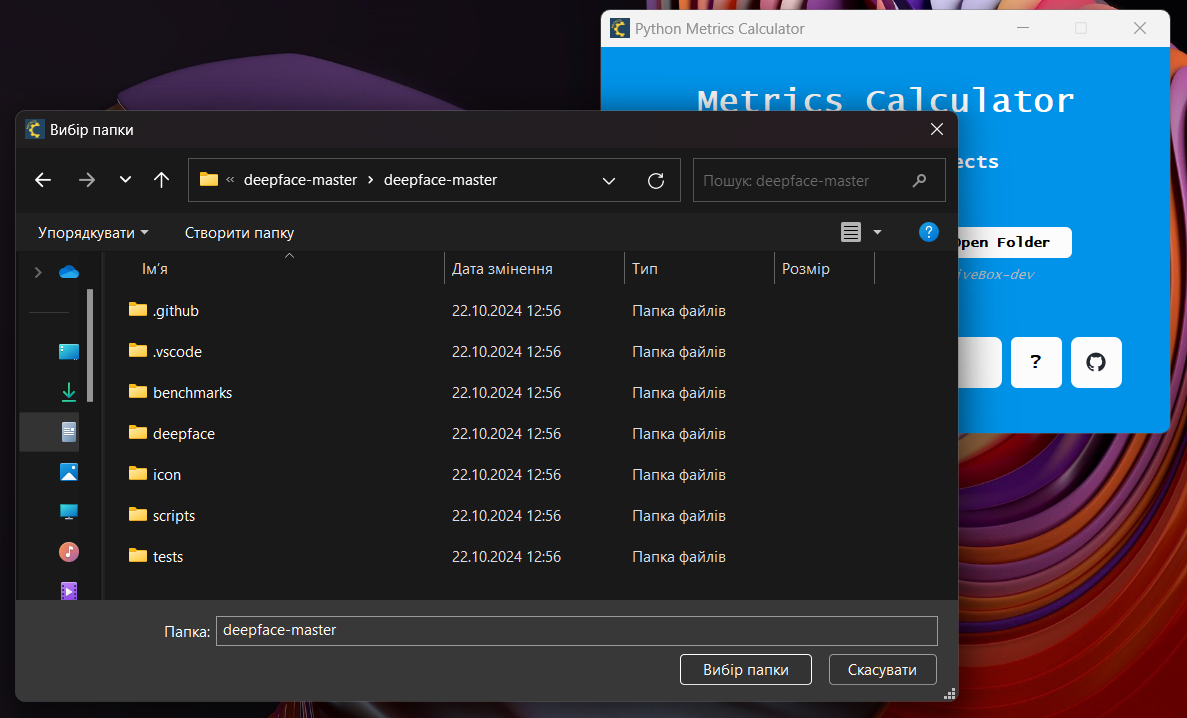 Python Metrics Calculator
Metrics Calculator
ects
Open Folder
iveBox-dev
?
Вибір папки
« deepface-master › deepface-master
Пошук: deepface-master
Упорядкувати
Створити папку
?
Ім'я Дата змінення Тип Розмір
.github 22.10.2024 12:56 Папка файлів
.vscode 22.10.2024 12:56 Папка файлів
benchmarks 22.10.2024 12:56 Папка файлів
deepface 22.10.2024 12:56 Папка файлів
icon 22.10.2024 12:56 Папка файлів
scripts 22.10.2024 12:56 Папка файлів
tests 22.10.2024 12:56 Папка файлів
Папка: deepface-master
Вибір папки Скасувати